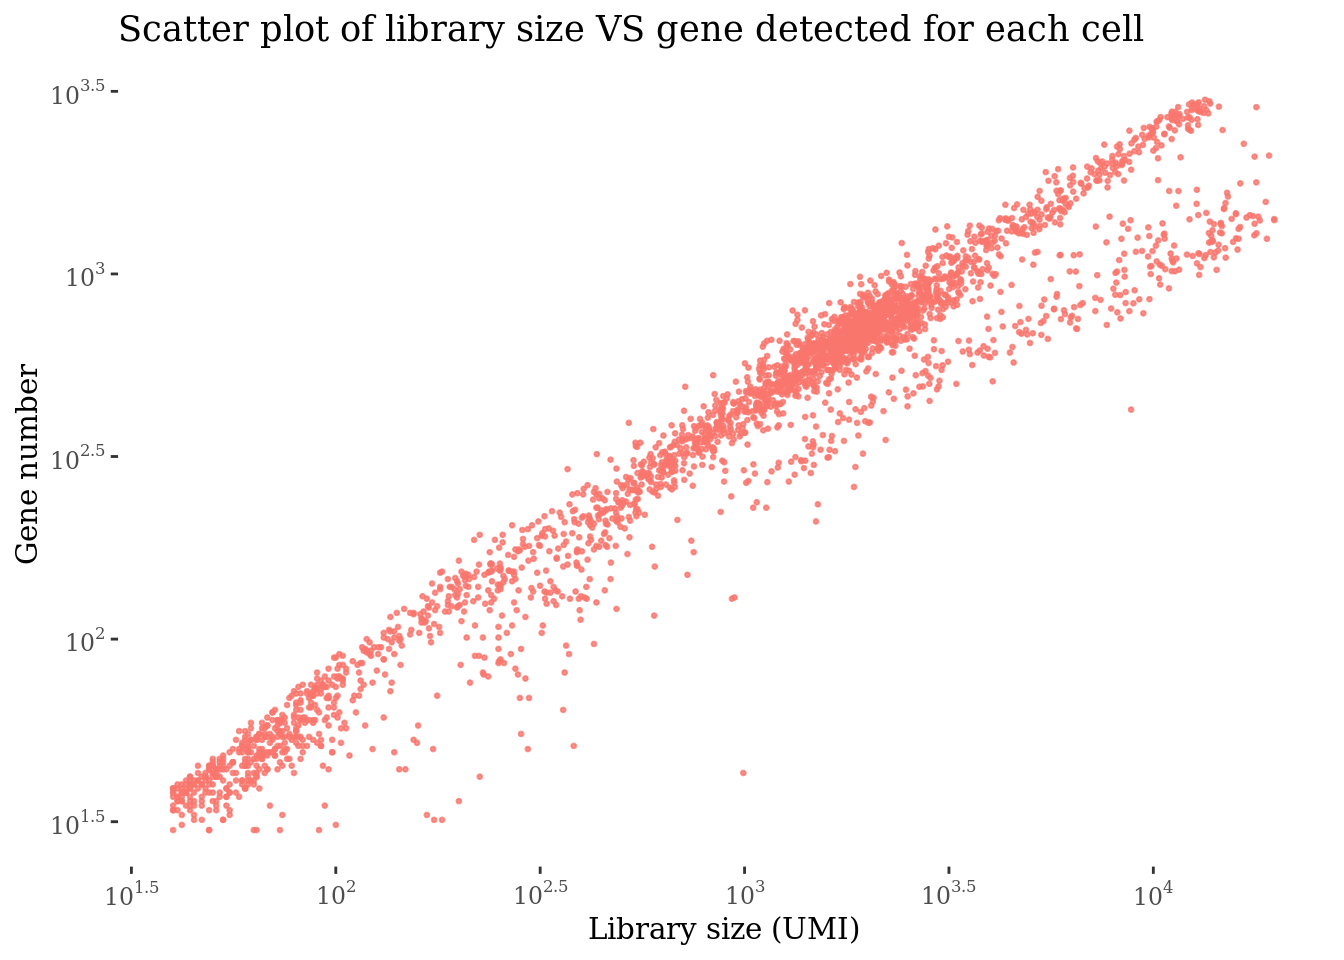 Scatter plot of library size VS gene detected for each cell
10^3.5
10^3
10^2.5
10^2
10^1.5
Gene number
10^1.5 10^2 10^2.5 10^3 10^3.5 10^4
Library size (UMI)